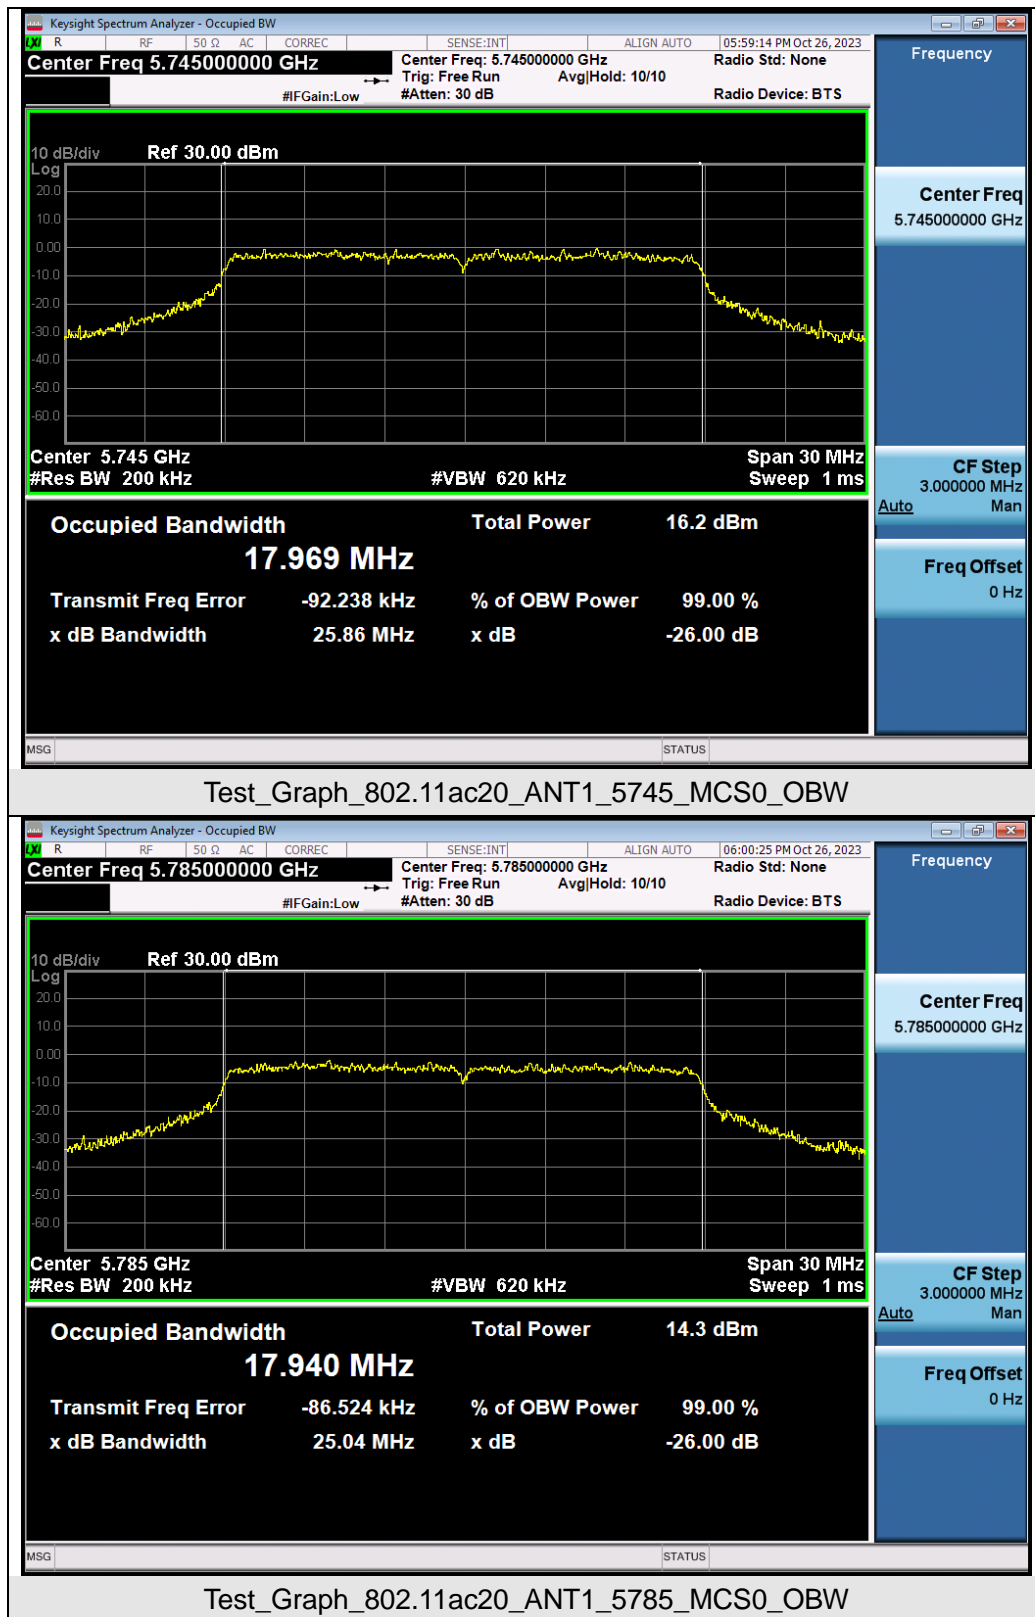 Keysight Spectrum Analyzer - Occupied BW
LXI R RF 50 Ω AC CORREC SENSE:INT ALIGN AUTO 05:59:14 PM Oct 26, 2023
Center Freq 5.745000000 GHz
Center Freq: 5.745000000 GHz Radio Std: None
Trig: Free Run Avg|Hold: 10/10
#IFGain:Low #Atten: 30 dB Radio Device: BTS
10 dB/div Ref 30.00 dBm
Log
20.0
10.0
0.00
-10.0
-20.0
-30.0
-40.0
-50.0
-60.0
Center 5.745 GHz Span 30 MHz
#Res BW 200 kHz #VBW 620 kHz Sweep 1 ms
Occupied Bandwidth Total Power 16.2 dBm
17.969 MHz
Transmit Freq Error -92.238 kHz % of OBW Power 99.00 %
x dB Bandwidth 25.86 MHz x dB -26.00 dB
MSG STATUS
Frequency
Center Freq
5.745000000 GHz
CF Step
3.000000 MHz
Auto Man
Freq Offset
0 Hz
Test_Graph_802.11ac20_ANT1_5745_MCS0_OBW
Keysight Spectrum Analyzer - Occupied BW
LXI R RF 50 Ω AC CORREC SENSE:INT ALIGN AUTO 06:00:25 PM Oct 26, 2023
Center Freq 5.785000000 GHz
Center Freq: 5.785000000 GHz Radio Std: None
Trig: Free Run Avg|Hold: 10/10
#IFGain:Low #Atten: 30 dB Radio Device: BTS
10 dB/div Ref 30.00 dBm
Log
20.0
10.0
0.00
-10.0
-20.0
-30.0
-40.0
-50.0
-60.0
Center 5.785 GHz Span 30 MHz
#Res BW 200 kHz #VBW 620 kHz Sweep 1 ms
Occupied Bandwidth Total Power 14.3 dBm
17.940 MHz
Transmit Freq Error -86.524 kHz % of OBW Power 99.00 %
x dB Bandwidth 25.04 MHz x dB -26.00 dB
MSG STATUS
Frequency
Center Freq
5.785000000 GHz
CF Step
3.000000 MHz
Auto Man
Freq Offset
0 Hz
Test_Graph_802.11ac20_ANT1_5785_MCS0_OBW